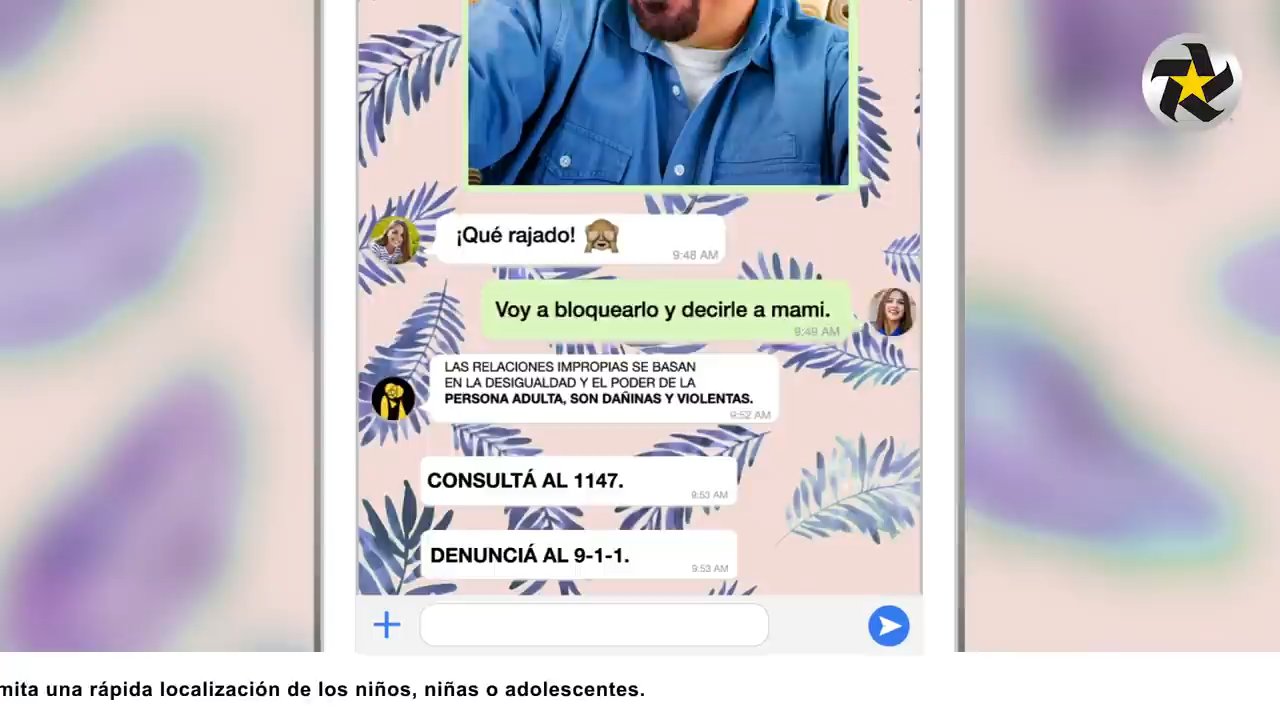 ¡Qué rajado! 🙈
9:48 AM
Voy a bloquearlo y decirle a mami.
9:49 AM
LAS RELACIONES IMPROPIAS SE BASAN
EN LA DESIGUALDAD Y EL PODER DE LA
PERSONA ADULTA, SON DAÑINAS Y VIOLENTAS.
9:52 AM
CONSULTÁ AL 1147.
9:53 AM
DENUNCIÁ AL 9-1-1.
9:53 AM
una rápida localización de los niños, niñas o adolescentes.